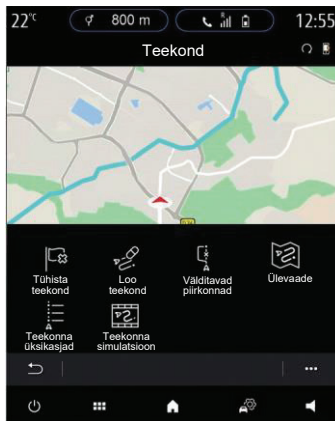 22°C
800 m
R
12:55
Teekond
Tühista
teekond
Loo
teekond
Välditavad
piirkonnad
Ülevaade
Teekonna
üksikasjad
Teekonna
simulatsioon